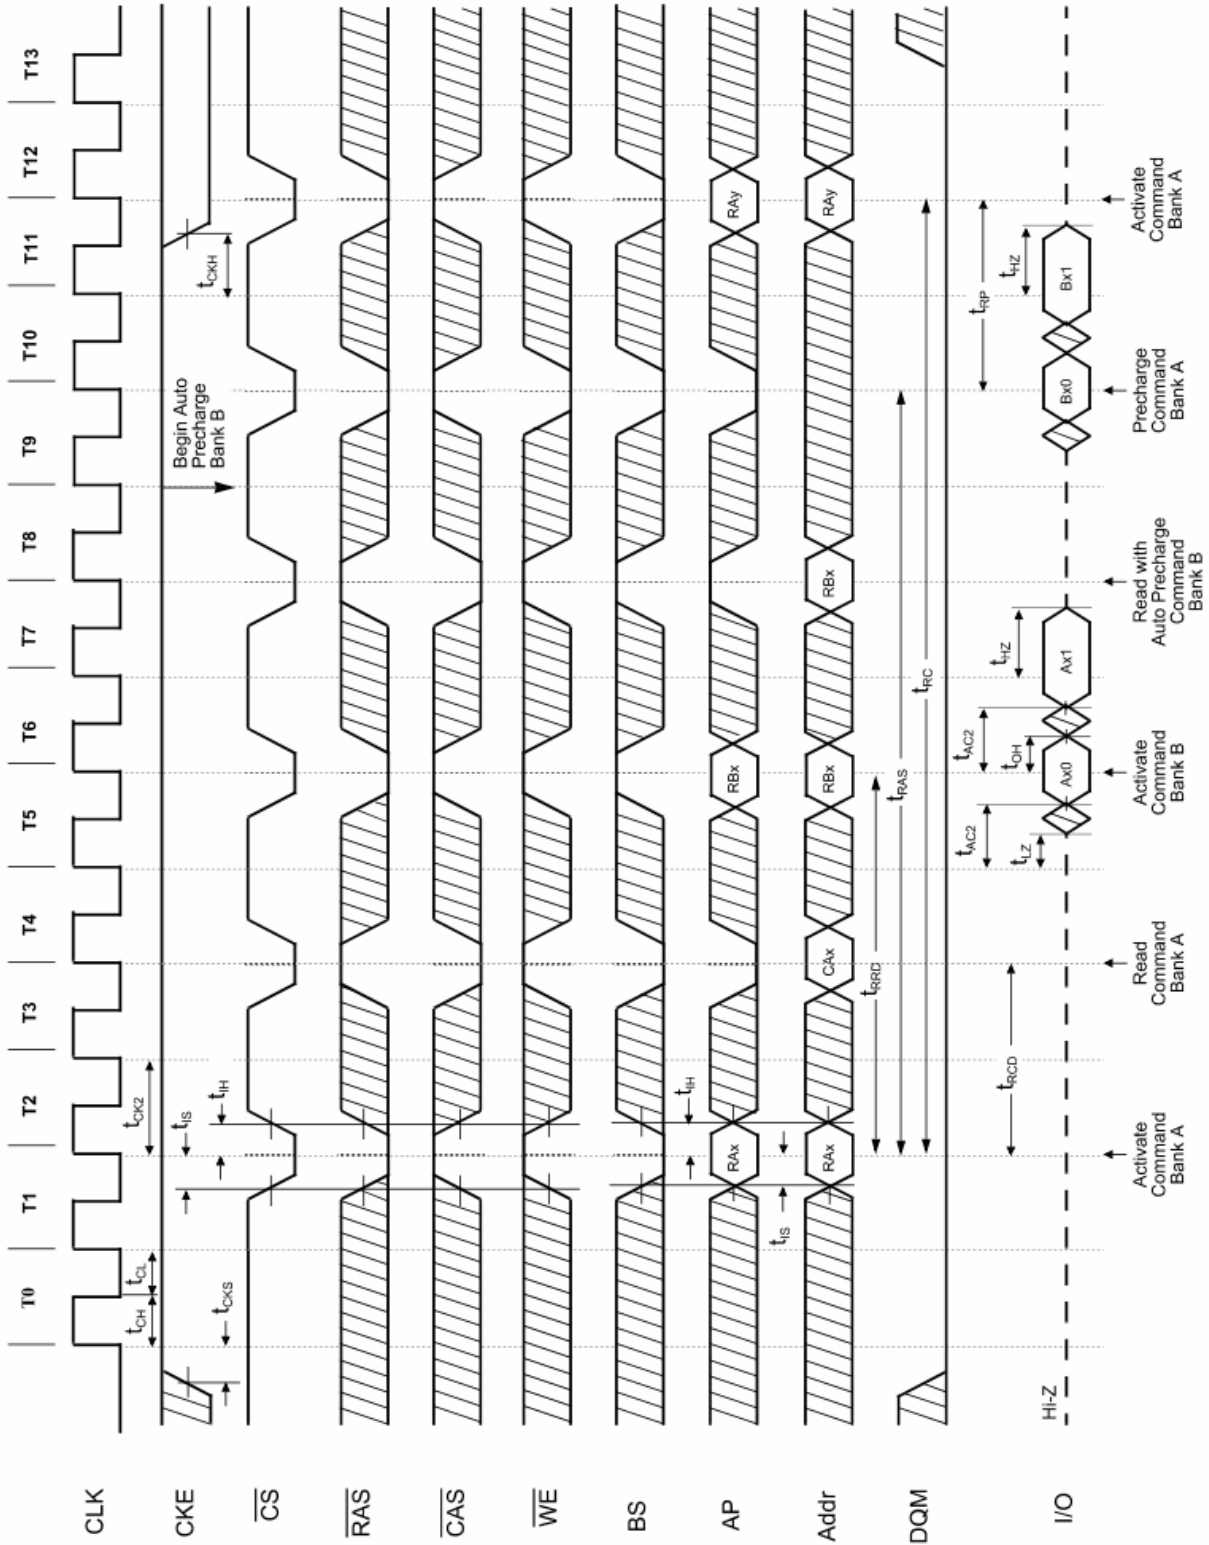 T0 T1 T2 T3 T4 T5 T6 T7 T8 T9 T10 T11 T12 T13
CLK
tCH tCL tCK2
CKE
tCKS tIS
Begin Auto
Precharge
Bank B
tCKH
tIH
CS
RAS
CAS
WE
BS
tIH
AP
RAx RBx RAy
tIS
Addr
RAx CAx RBx RBx RAy
tRRD
tRAS
tRC
DQM
tRP
tRCD
tAC2 tAC2
tLZ tOH tHZ tHZ
I/O
Hi-Z
Ax0 Ax1 Bx0 Bx1
Activate
Command
Bank A
Read
Command
Bank A
Activate
Command
Bank B
Read with
Auto Precharge
Command
Bank B
Precharge
Command
Bank A
Activate
Command
Bank A